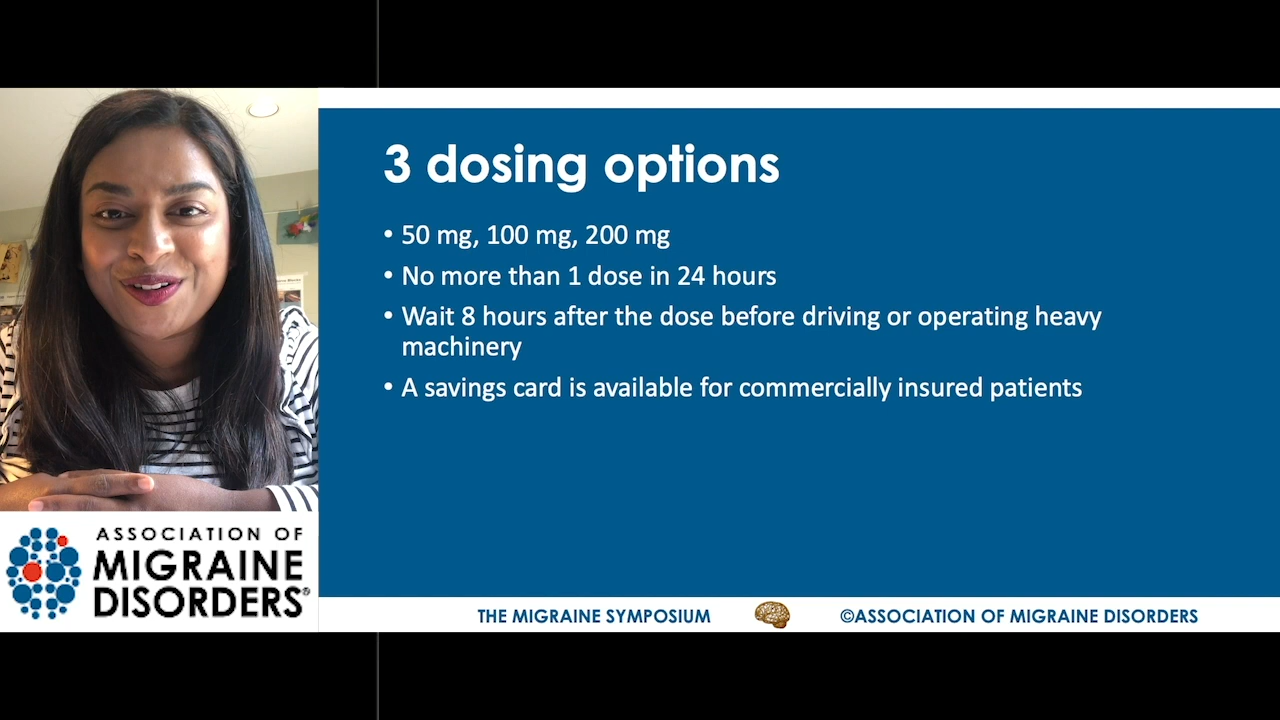 3 dosing options
• 50 mg, 100 mg, 200 mg
• No more than 1 dose in 24 hours
• Wait 8 hours after the dose before driving or operating heavy
machinery
• A savings card is available for commercially insured patients
ASSOCIATION OF
MIGRAINE
DISORDERS®
THE MIGRAINE SYMPOSIUM
©ASSOCIATION OF MIGRAINE DISORDERS